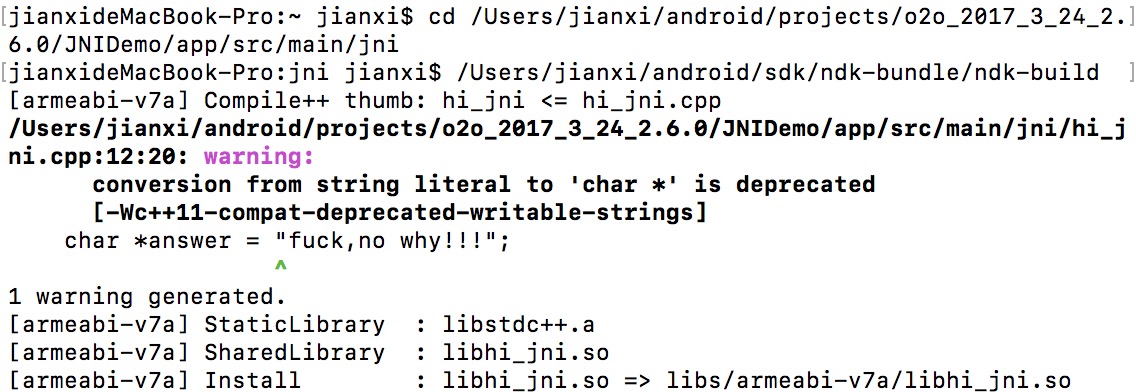 [jianxideMacBook-Pro:~ jianxi$ cd /Users/jianxi/android/projects/o2o_2017_3_24_2.]
6.0/JNIDemo/app/src/main/jni
[jianxideMacBook-Pro:jni jianxi$ /Users/jianxi/android/sdk/ndk-bundle/ndk-build  ]
[armeabi-v7a] Compile++ thumb: hi_jni <= hi_jni.cpp
/Users/jianxi/android/projects/o2o_2017_3_24_2.6.0/JNIDemo/app/src/main/jni/hi_j
ni.cpp:12:20: warning:
      conversion from string literal to 'char *' is deprecated
      [-Wc++11-compat-deprecated-writable-strings]
    char *answer = "fuck,no why!!!";
                   ^
1 warning generated.
[armeabi-v7a] StaticLibrary  : libstdc++.a
[armeabi-v7a] SharedLibrary  : libhi_jni.so
[armeabi-v7a] Install        : libhi_jni.so => libs/armeabi-v7a/libhi_jni.so